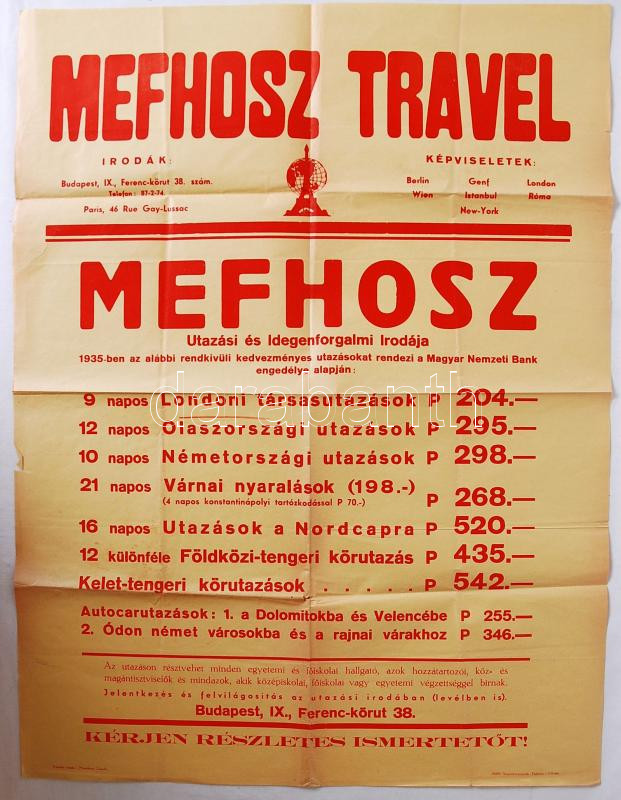 MEFHOSZ TRAVEL
IRODÁK:
Budapest, IX., Ferenc-körut 38. szám.
Telefon: 87-2-74.
Paris, 46 Rue Gay-Lussac
KÉPVISELETEK:
Berlin Genf London
Wien Istanbul Róma
New-York
MEFHOSZ
Utazási és Idegenforgalmi Irodája
1935-ben az alábbi rendkivüli kedvezményes utazásokat rendezi a Magyar Nemzeti Bank
engedélye alapján:
darabanth
9 napos Londoni társasutazások P 204.—
12 napos Olaszországi utazások P 295.—
10 napos Németországi utazások P 298.—
21 napos Várnai nyaralások (198.-) P 268.—
(4 napos konstantinápolyi tartózkodással P 70.-)
16 napos Utazások a Nordcapra P 520.—
12 különféle Földközi-tengeri körutazás P 435.—
Kelet-tengeri körutazások . . . . . P 542.—
Autocarutazások: 1. a Dolomitokba és Velencébe P 255.—
2. Ódon német városokba és a rajnai várakhoz P 346.—
Az utazáson résztvehet minden egyetemi és főiskolai hallgató, azok hozzátartozói, köz- és
magántisztviselők és mindazok, akik középiskolai, főiskolai vagy egyetemi végzettséggel birnak.
Jelentkezés és felvilágositás az utazási irodában (levélben is).
Budapest, IX., Ferenc-körut 38.
KÉRJEN RÉSZLETES ISMERTETŐT!